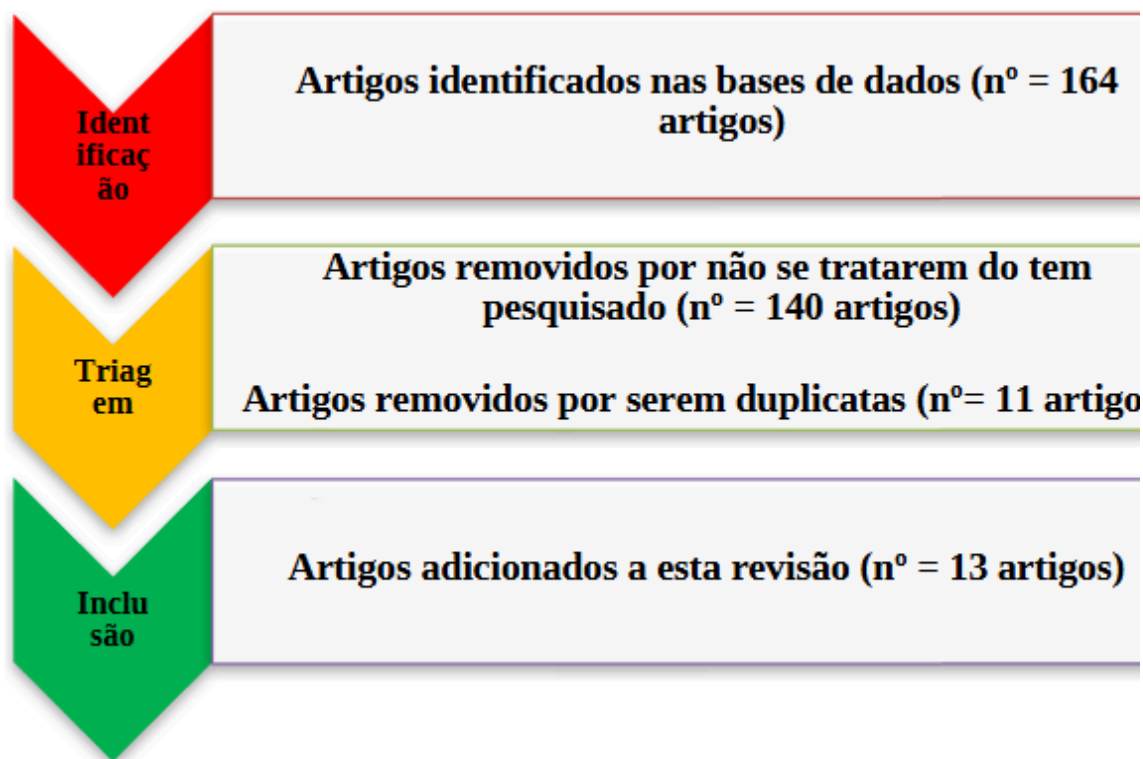 Ident
ificaç
ão
Artigos identificados nas bases de dados (nº = 164
artigos)
Triag
em
Artigos removidos por não se tratarem do tem
pesquisado (nº = 140 artigos)
Artigos removidos por serem duplicatas (nº= 11 artigo
Inclu
são
Artigos adicionados a esta revisão (nº = 13 artigos)